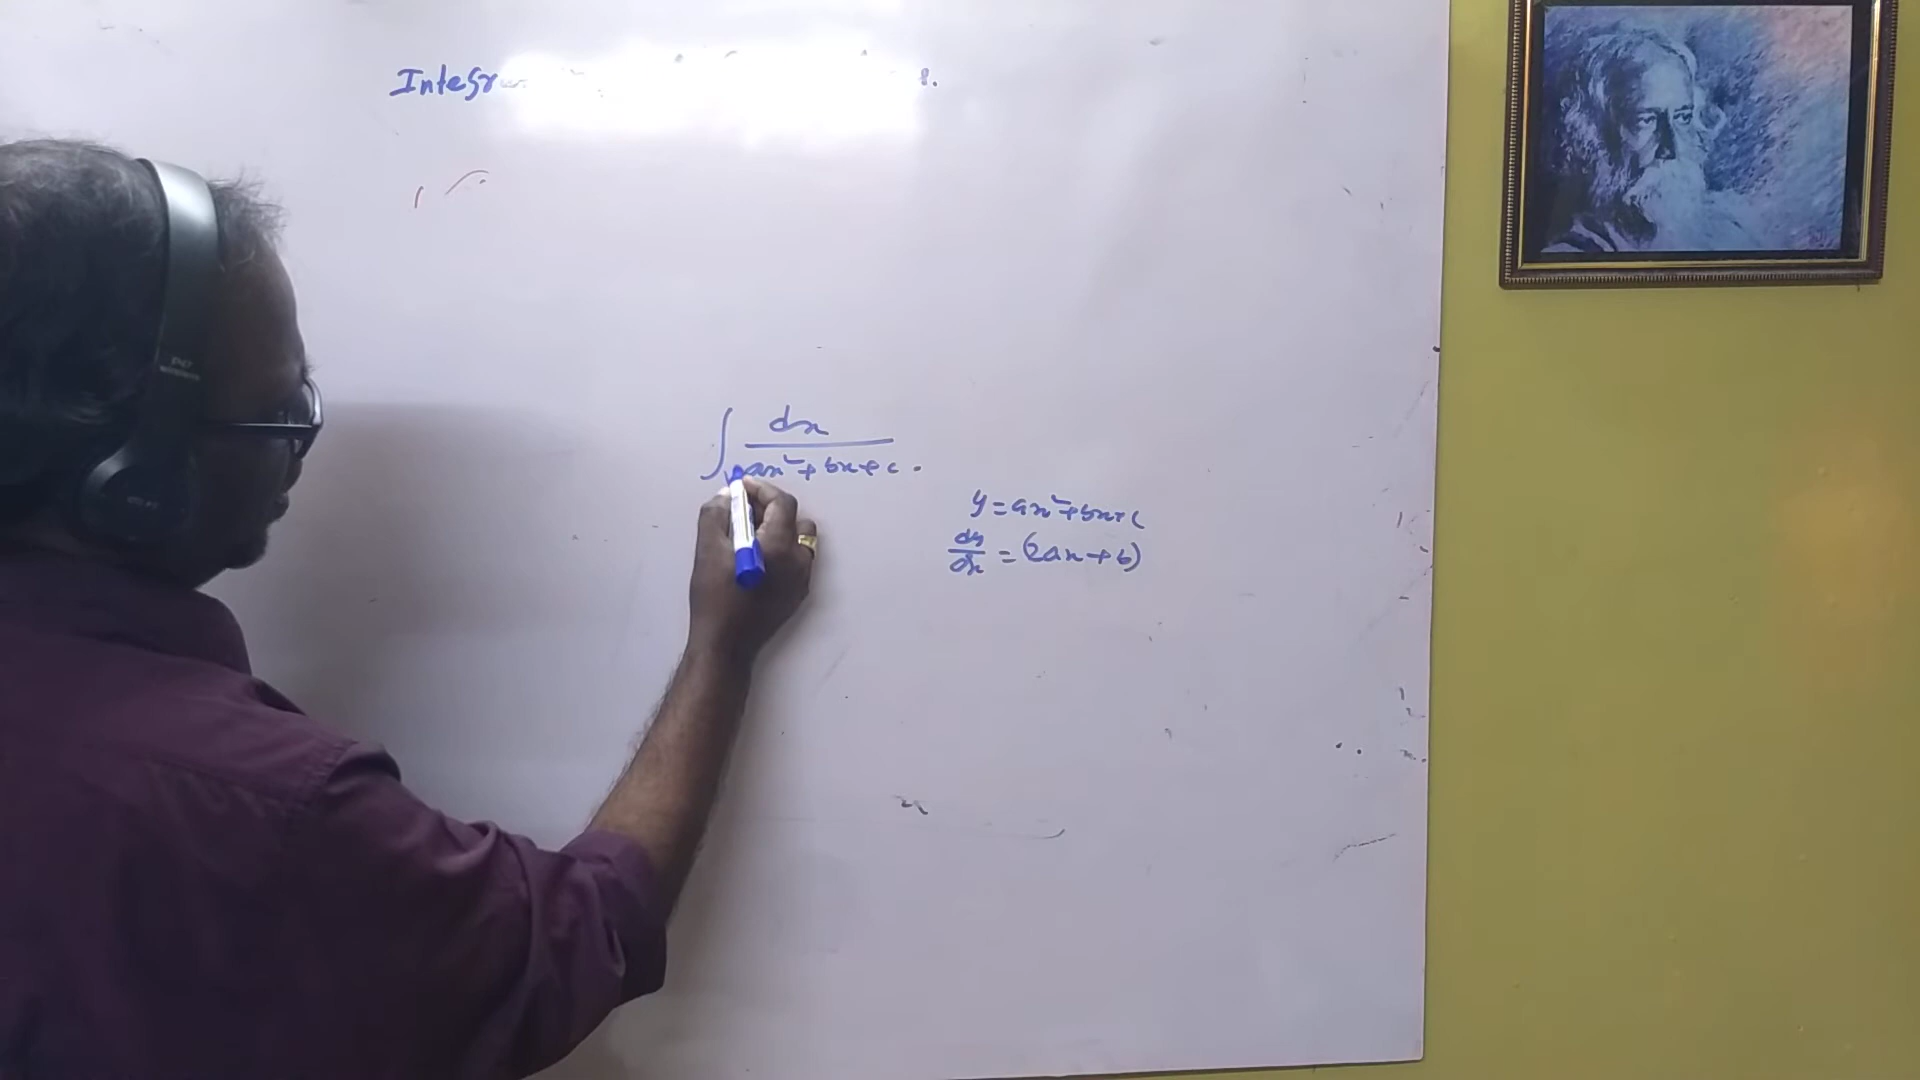 Integr
∫ dx / ax² + bx + c .
y = ax² + bx + c
dy/dx = (2ax + b)